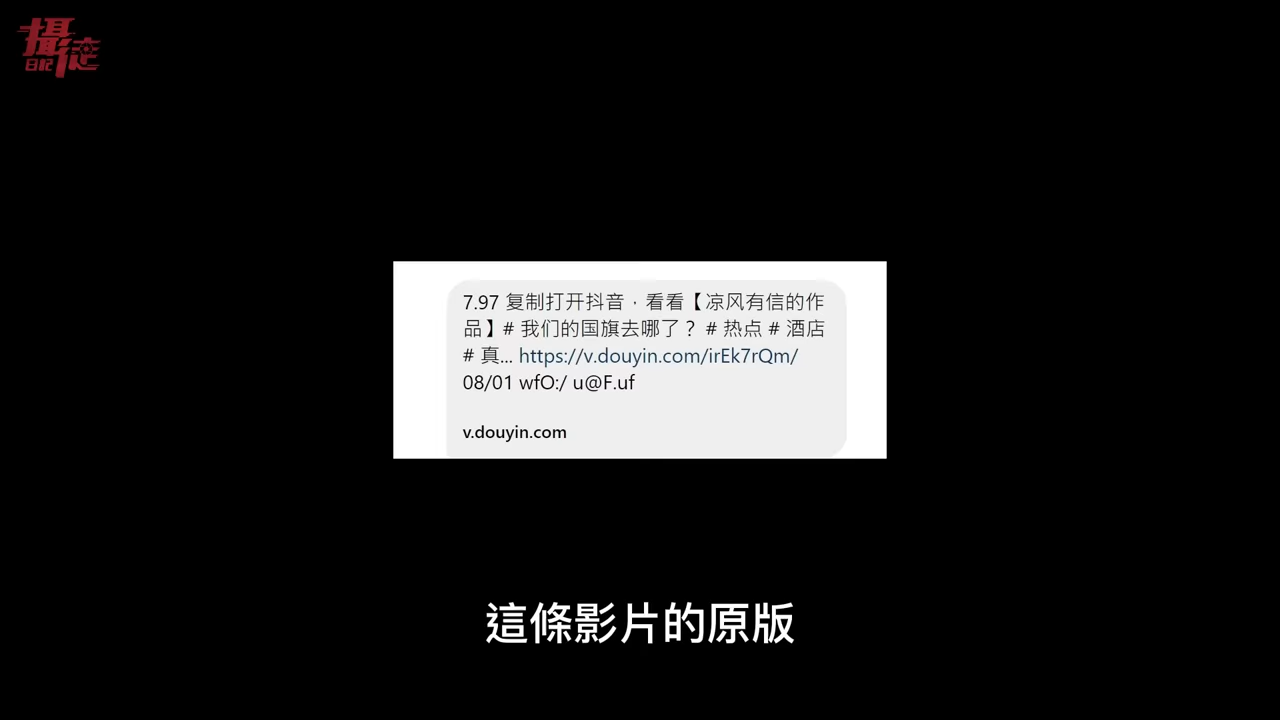 攝徒
日記
7.97 复制打开抖音，看看【凉风有信的作
品】# 我们的国旗去哪了？ # 热点 # 酒店
# 真... https://v.douyin.com/irEk7rQm/
08/01 wfO:/ u@F.uf
v.douyin.com
這條影片的原版